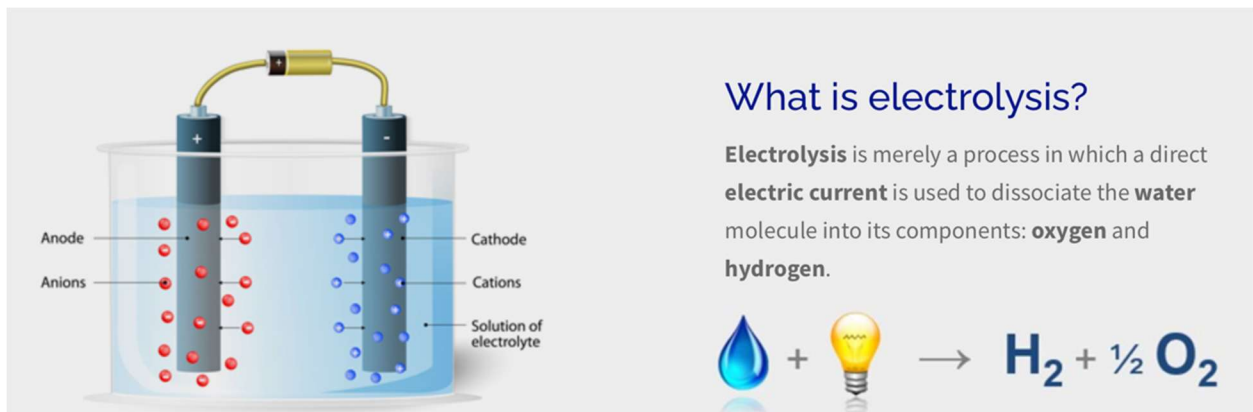 +
+
-
Anode
Anions
Cathode
Cations
Solution of
electrolyte
What is electrolysis?
Electrolysis is merely a process in which a direct
electric current is used to dissociate the water
molecule into its components: oxygen and
hydrogen.
+ → H₂ + ½ O₂